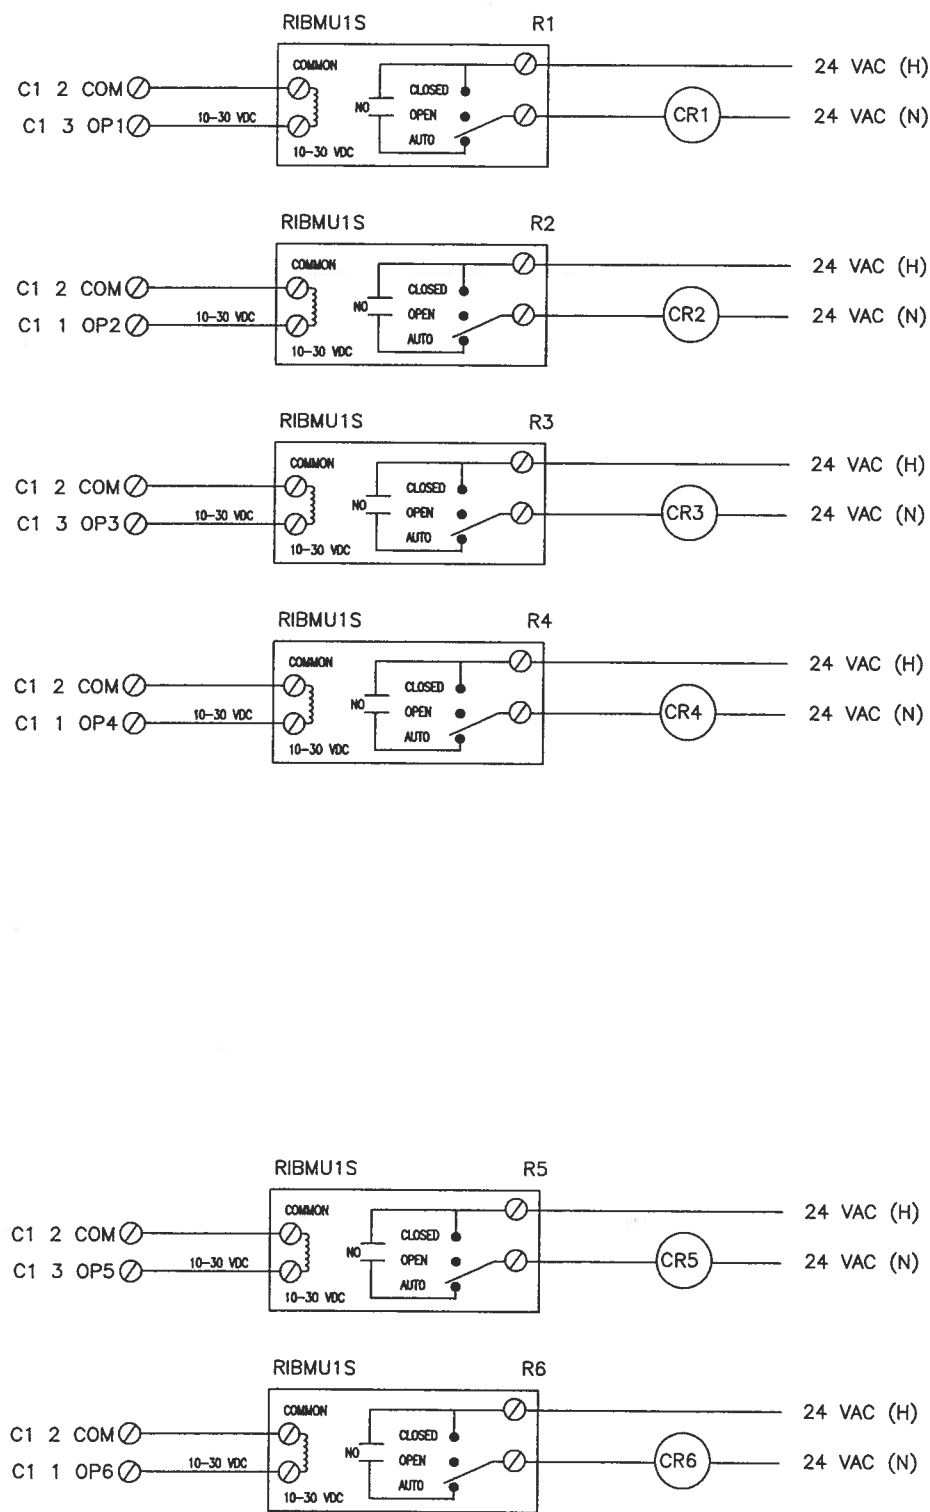 RIBMU1S R1
COMMON
C1 2 COM
C1 3 OP1
10-30 VDC
10-30 VDC
NO
CLOSED
OPEN
AUTO
CR1
24 VAC (H)
24 VAC (N)
RIBMU1S R2
COMMON
C1 2 COM
C1 1 OP2
10-30 VDC
10-30 VDC
NO
CLOSED
OPEN
AUTO
CR2
24 VAC (H)
24 VAC (N)
RIBMU1S R3
COMMON
C1 2 COM
C1 3 OP3
10-30 VDC
10-30 VDC
NO
CLOSED
OPEN
AUTO
CR3
24 VAC (H)
24 VAC (N)
RIBMU1S R4
COMMON
C1 2 COM
C1 1 OP4
10-30 VDC
10-30 VDC
NO
CLOSED
OPEN
AUTO
CR4
24 VAC (H)
24 VAC (N)
RIBMU1S R5
COMMON
C1 2 COM
C1 3 OP5
10-30 VDC
10-30 VDC
NO
CLOSED
OPEN
AUTO
CR5
24 VAC (H)
24 VAC (N)
RIBMU1S R6
COMMON
C1 2 COM
C1 1 OP6
10-30 VDC
10-30 VDC
NO
CLOSED
OPEN
AUTO
CR6
24 VAC (H)
24 VAC (N)